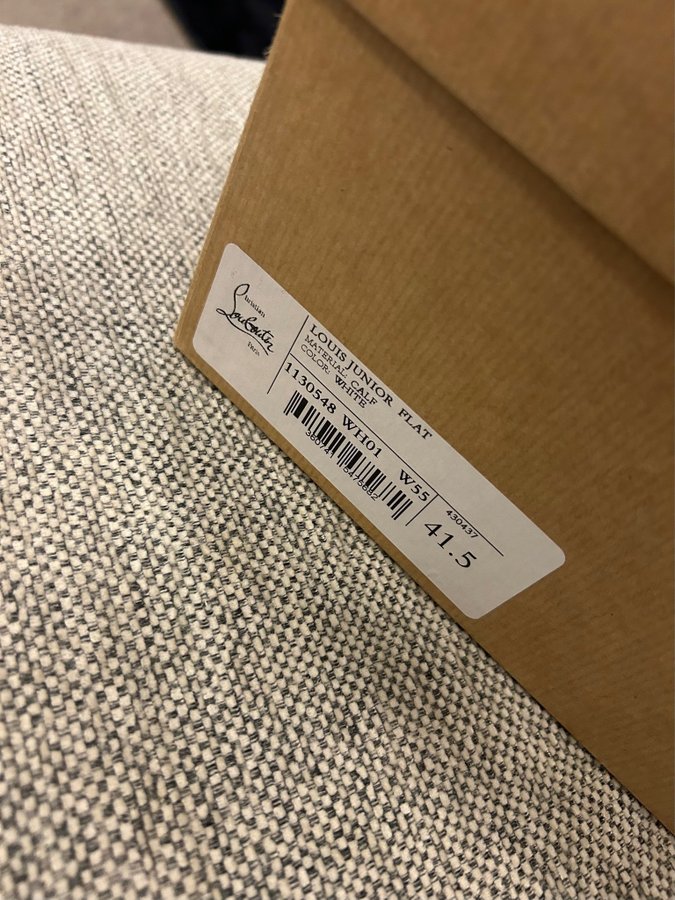 Christian
Louboutin
Paris
LOUIS JUNIOR FLAT
MATERIAL: CALF
COLOR: WHITE
1130548 WH01 W55
430437
41.5